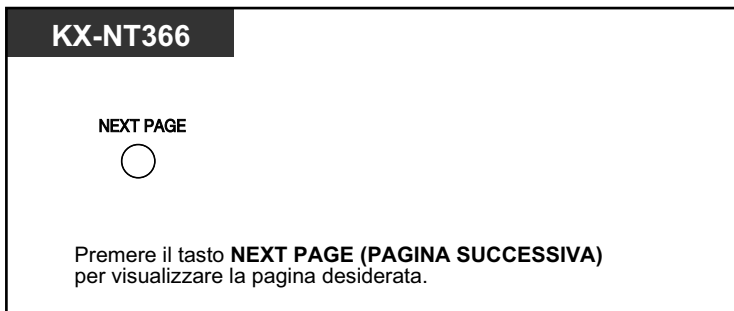 KX-NT366
NEXT PAGE
Premere il tasto NEXT PAGE (PAGINA SUCCESSIVA)
per visualizzare la pagina desiderata.